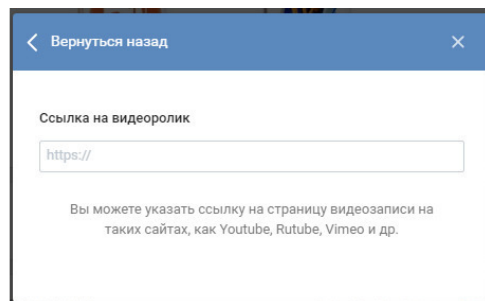 Вернуться назад
Ссылка на видеоролик
https://
Вы можете указать ссылку на страницу видеозаписи на
таких сайтах, как Youtube, Rutube, Vimeo и др.